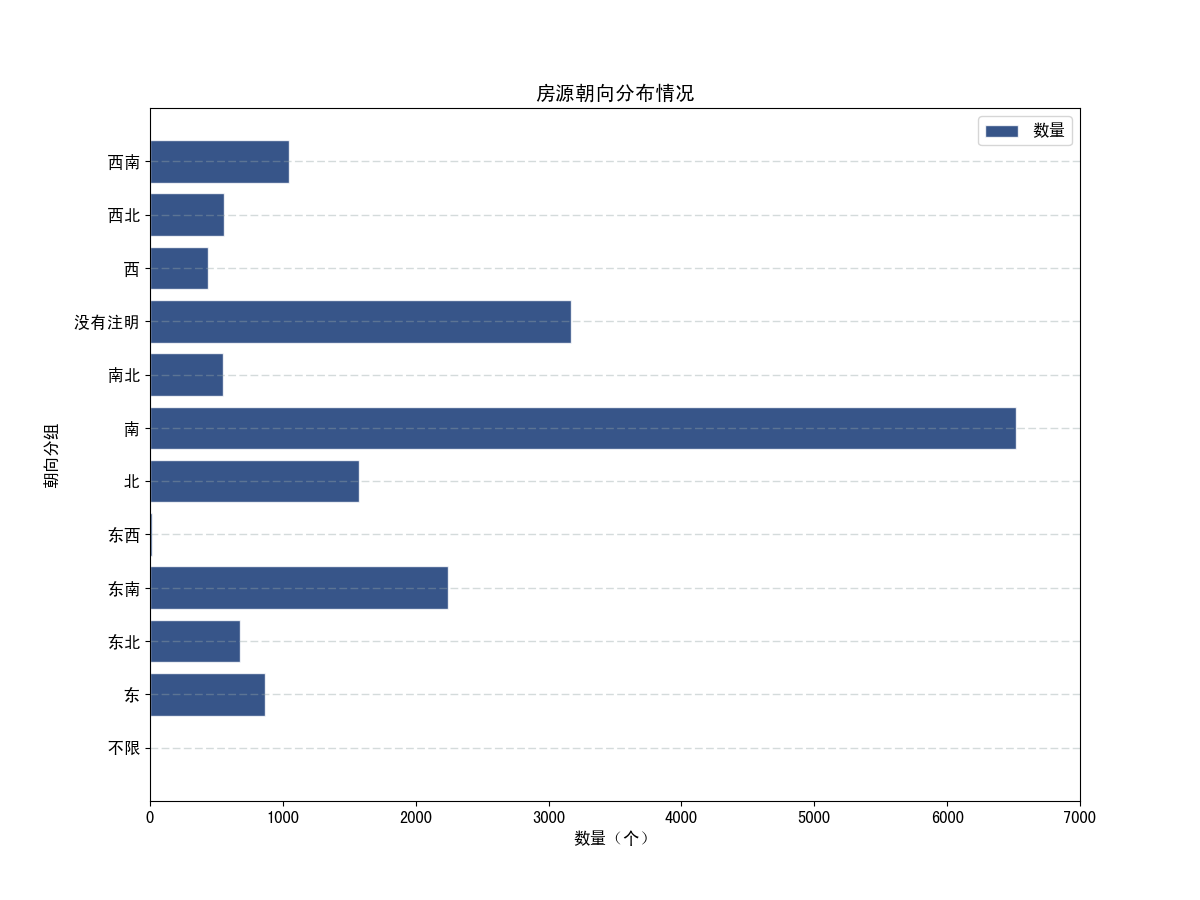 房源朝向分布情况
数量
西南
西北
西
没有注明
南北
南
北
东西
东南
东北
东
不限
朝向分组
0 1000 2000 3000 4000 5000 6000 7000
数量（个）